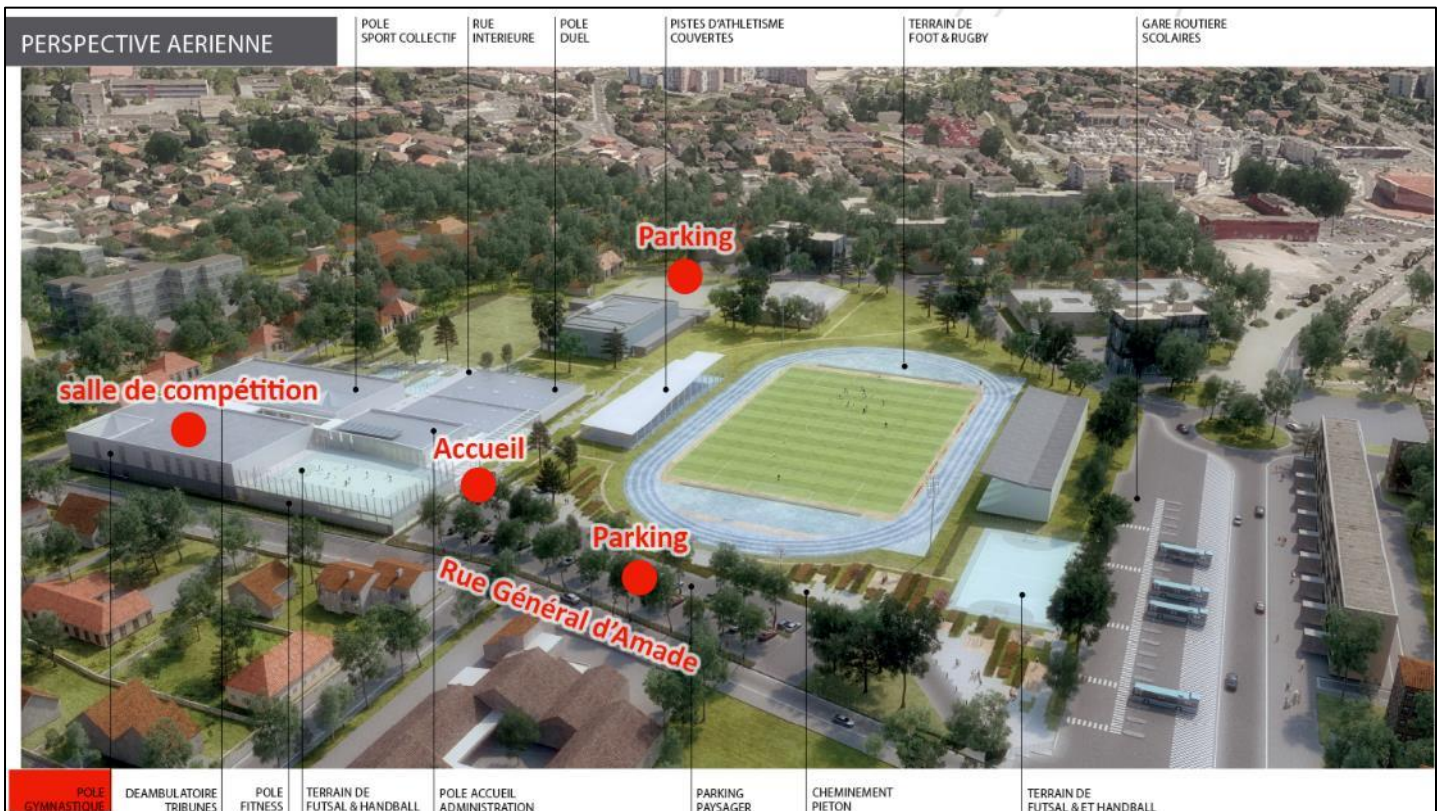 PERSPECTIVE AERIENNE
POLE
SPORT COLLECTIF
RUE
INTERIEURE
POLE
DUEL
PISTES D'ATHLETISME
COUVERTES
TERRAIN DE
FOOT & RUGBY
GARE ROUTIERE
SCOLAIRES
Parking
salle de compétition
Accueil
Parking
Rue Général d'Amade
POLE
GYMNASTIQUE
DEAMBULATOIRE
TRIBUNES
POLE
FITNESS
TERRAIN DE
FUTSAL & HANDBALL
POLE ACCUEIL
ADMINISTRATION
PARKING
PAYSAGER
CHEMINEMENT
PIETON
TERRAIN DE
FUTSAL & ET HANDBALL